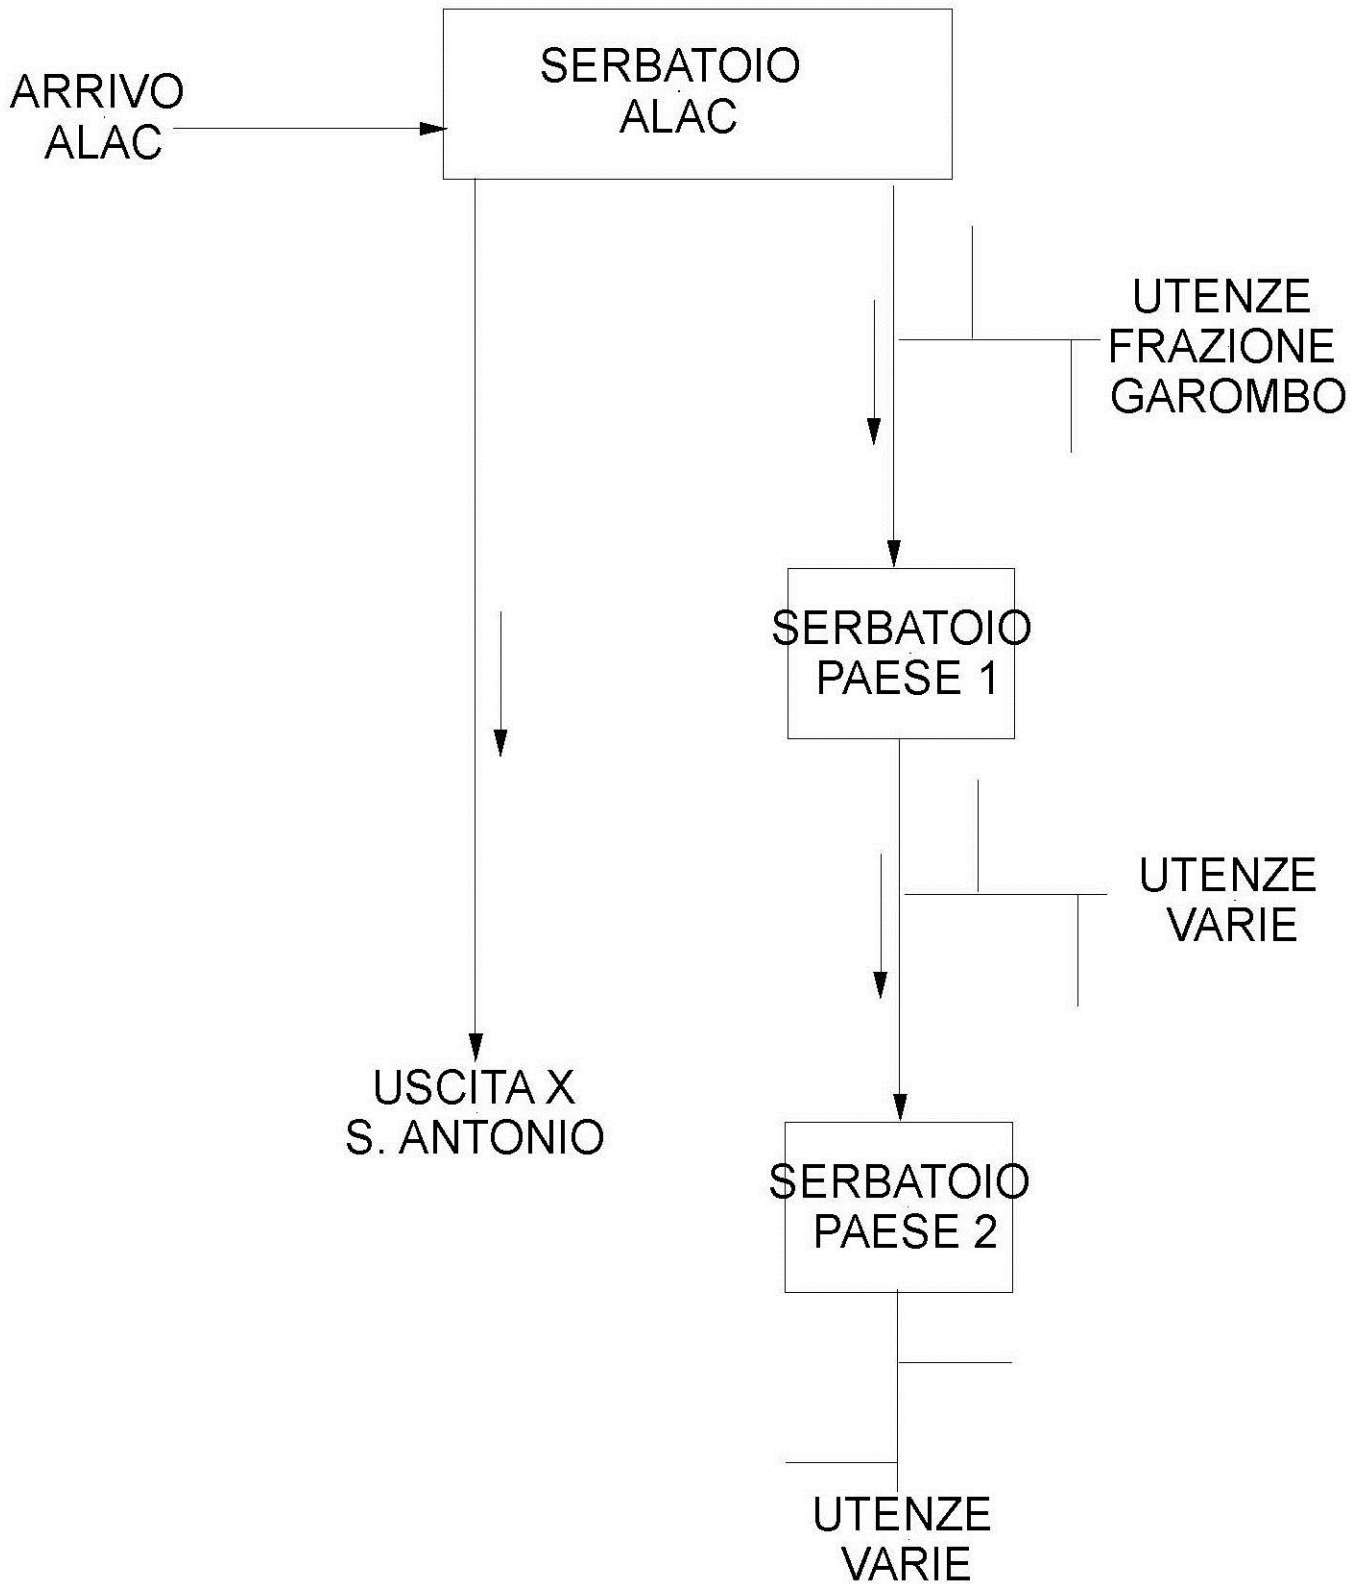 SERBATOIO
ALAC
ARRIVO
ALAC
UTENZE
FRAZIONE
GAROMBO
SERBATOIO
PAESE 1
UTENZE
VARIE
USCITA X
S. ANTONIO
SERBATOIO
PAESE 2
UTENZE
VARIE